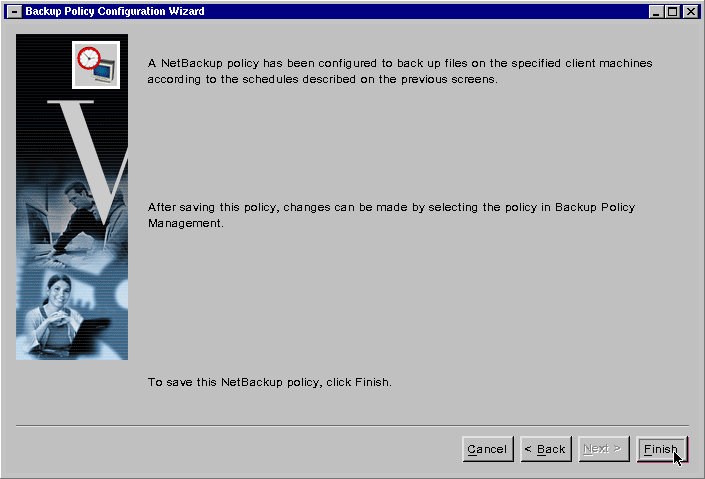 Backup Policy Configuration Wizard
A NetBackup policy has been configured to back up files on the specified client machines
according to the schedules described on the previous screens.
After saving this policy, changes can be made by selecting the policy in Backup Policy
Management.
To save this NetBackup policy, click Finish.
Cancel < Back Next > Finish